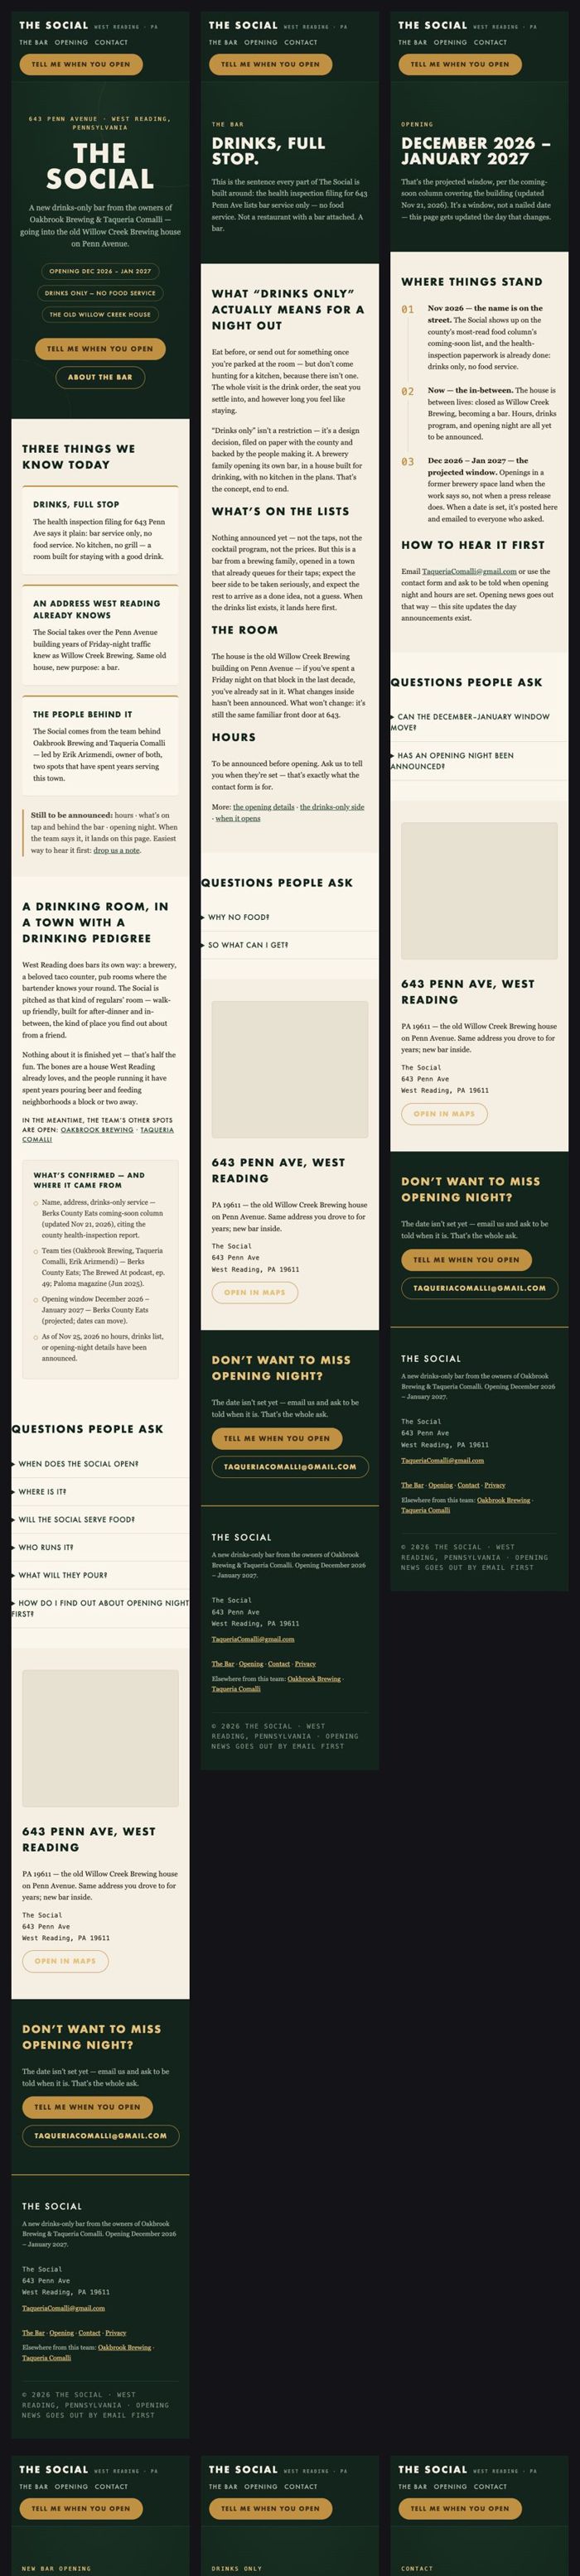 THE SOCIAL WEST READING · PA
THE BAR OPENING CONTACT
TELL ME WHEN YOU OPEN
643 PENN AVENUE · WEST READING,
PENNSYLVANIA
THE
SOCIAL
A new drinks-only bar from the owners of
Oakbrook Brewing & Taqueria Comalli —
going into the old Willow Creek Brewing house
on Penn Avenue.
OPENING DEC 2026 – JAN 2027
DRINKS ONLY — NO FOOD SERVICE
THE OLD WILLOW CREEK HOUSE
TELL ME WHEN YOU OPEN
ABOUT THE BAR
THREE THINGS WE
KNOW TODAY
DRINKS, FULL STOP
The health inspection filing for 643 Penn
Ave says it plain: bar service only, no
food service. No kitchen, no grill — a
room built for staying with a good drink.
AN ADDRESS WEST READING
ALREADY KNOWS
The Social takes over the Penn Avenue
building years of Friday-night traffic
knew as Willow Creek Brewing. Same old
house, new purpose: a bar.
THE PEOPLE BEHIND IT
The Social comes from the team behind
Oakbrook Brewing and Taqueria Comalli
— led by Erik Arizmendi, owner of both,
two spots that have spent years serving
this town.
Still to be announced: hours · what's on
tap and behind the bar · opening night. When
the team says it, it lands on this page. Easiest
way to hear it first: drop us a note.
A DRINKING ROOM, IN
A TOWN WITH A
DRINKING PEDIGREE
West Reading does bars its own way: a brewery,
a beloved taco counter, pub rooms where the
bartender knows your round. The Social is
pitched as that kind of regulars' room — walk-
up friendly, built for after-dinner and in-
between, the kind of place you find out about
from a friend.
Nothing about it is finished yet — that's half the
fun. The bones are a house West Reading
already loves, and the people running it have
spent years pouring beer and feeding
neighborhoods a block or two away.
IN THE MEANTIME, THE TEAM'S OTHER SPOTS
ARE OPEN: OAKBROOK BREWING · TAQUERIA
COMALLI
WHAT'S CONFIRMED — AND
WHERE IT CAME FROM
Name, address, drinks-only service —
Berks County Eats coming-soon column
(updated Nov 21, 2026), citing the
county health-inspection report.
Team ties (Oakbrook Brewing, Taqueria
Comalli, Erik Arizmendi) — Berks
County Eats; The Brewed At podcast, ep.
49; Paloma magazine (Jun 2025).
Opening window December 2026 –
January 2027 — Berks County Eats
(projected; dates can move).
As of Nov 25, 2026 no hours, drinks list,
or opening-night details have been
announced.
QUESTIONS PEOPLE ASK
WHEN DOES THE SOCIAL OPEN?
WHERE IS IT?
WILL THE SOCIAL SERVE FOOD?
WHO RUNS IT?
WHAT WILL THEY POUR?
HOW DO I FIND OUT ABOUT OPENING NIGHT
FIRST?
643 PENN AVE, WEST
READING
PA 19611 — the old Willow Creek Brewing house
on Penn Avenue. Same address you drove to for
years; new bar inside.
The Social
643 Penn Ave
West Reading, PA 19611
OPEN IN MAPS
DON'T WANT TO MISS
OPENING NIGHT?
The date isn't set yet — email us and ask to be
told when it is. That's the whole ask.
TELL ME WHEN YOU OPEN
TAQUERIACOMALLI@GMAIL.COM
THE SOCIAL
A new drinks-only bar from the owners of Oakbrook
Brewing & Taqueria Comalli. Opening December 2026
– January 2027.
The Social
643 Penn Ave
West Reading, PA 19611
TaqueriaComalli@gmail.com
The Bar · Opening · Contact · Privacy
Elsewhere from this team: Oakbrook Brewing ·
Taqueria Comalli
© 2026 THE SOCIAL · WEST
READING, PENNSYLVANIA · OPENING
NEWS GOES OUT BY EMAIL FIRST
THE SOCIAL WEST READING · PA
THE BAR OPENING CONTACT
TELL ME WHEN YOU OPEN
THE BAR
DRINKS, FULL
STOP.
This is the sentence every part of The Social is
built around: the health inspection filing for 643
Penn Ave lists bar service only — no food
service. Not a restaurant with a bar attached. A
bar.
WHAT “DRINKS ONLY”
ACTUALLY MEANS FOR A
NIGHT OUT
Eat before, or send out for something once
you're parked at the room — but don't come
hunting for a kitchen, because there isn't one.
The whole visit is the drink order, the seat you
settle into, and however long you feel like
staying.
“Drinks only” isn't a restriction — it's a design
decision, filed on paper with the county and
backed by the people making it. A brewery
family opening its own bar, in a house built for
drinking, with no kitchen in the plans. That's
the concept, end to end.
WHAT'S ON THE LISTS
Nothing announced yet — not the taps, not the
cocktail program, not the prices. But this is a
bar from a brewing family, opened in a town
that already queues for their taps; expect the
beer side to be taken seriously, and expect the
rest to arrive as a done idea, not a guess. When
the drinks list exists, it lands here first.
THE ROOM
The house is the old Willow Creek Brewing
building on Penn Avenue — if you've spent a
Friday night on that block in the last decade,
you've already sat in it. What changes inside
hasn't been announced. What won't change: it's
still the same familiar front door at 643.
HOURS
To be announced before opening. Ask us to tell
you when they're set — that's exactly what the
contact form is for.
More: the opening details · the drinks-only side
· when it opens
QUESTIONS PEOPLE ASK
WHY NO FOOD?
SO WHAT CAN I GET?
643 PENN AVE, WEST
READING
PA 19611 — the old Willow Creek Brewing house
on Penn Avenue. Same address you drove to for
years; new bar inside.
The Social
643 Penn Ave
West Reading, PA 19611
OPEN IN MAPS
DON'T WANT TO MISS
OPENING NIGHT?
The date isn't set yet — email us and ask to be
told when it is. That's the whole ask.
TELL ME WHEN YOU OPEN
TAQUERIACOMALLI@GMAIL.COM
THE SOCIAL
A new drinks-only bar from the owners of Oakbrook
Brewing & Taqueria Comalli. Opening December 2026
– January 2027.
The Social
643 Penn Ave
West Reading, PA 19611
TaqueriaComalli@gmail.com
The Bar · Opening · Contact · Privacy
Elsewhere from this team: Oakbrook Brewing ·
Taqueria Comalli
© 2026 THE SOCIAL · WEST
READING, PENNSYLVANIA · OPENING
NEWS GOES OUT BY EMAIL FIRST
THE SOCIAL WEST READING · PA
THE BAR OPENING CONTACT
TELL ME WHEN YOU OPEN
OPENING
DECEMBER 2026 –
JANUARY 2027
That's the projected window, per the coming-
soon column covering the building (updated
Nov 21, 2026). It's a window, not a nailed date
— this page gets updated the day that changes.
WHERE THINGS STAND
01 Nov 2026 — the name is on the
street. The Social shows up on the
county's most-read food column's
coming-soon list, and the health-
inspection paperwork is already done:
drinks only, no food service.
02 Now — the in-between. The house is
between lives: closed as Willow Creek
Brewing, becoming a bar. Hours, drinks
program, and opening night are all yet
to be announced.
03 Dec 2026 – Jan 2027 — the
projected window. Openings in a
former brewery space land when the
work says so, not when a press release
does. When a date is set, it's posted here
and emailed to everyone who asked.
HOW TO HEAR IT FIRST
Email TaqueriaComalli@gmail.com or use the
contact form and ask to be told when opening
night and hours are set. Opening news goes out
that way — this site updates the day
announcements exist.
QUESTIONS PEOPLE ASK
CAN THE DECEMBER–JANUARY WINDOW
MOVE?
HAS AN OPENING NIGHT BEEN
ANNOUNCED?
643 PENN AVE, WEST
READING
PA 19611 — the old Willow Creek Brewing house
on Penn Avenue. Same address you drove to for
years; new bar inside.
The Social
643 Penn Ave
West Reading, PA 19611
OPEN IN MAPS
DON'T WANT TO MISS
OPENING NIGHT?
The date isn't set yet — email us and ask to be
told when it is. That's the whole ask.
TELL ME WHEN YOU OPEN
TAQUERIACOMALLI@GMAIL.COM
THE SOCIAL
A new drinks-only bar from the owners of Oakbrook
Brewing & Taqueria Comalli. Opening December 2026
– January 2027.
The Social
643 Penn Ave
West Reading, PA 19611
TaqueriaComalli@gmail.com
The Bar · Opening · Contact · Privacy
Elsewhere from this team: Oakbrook Brewing ·
Taqueria Comalli
© 2026 THE SOCIAL · WEST
READING, PENNSYLVANIA · OPENING
NEWS GOES OUT BY EMAIL FIRST
THE SOCIAL WEST READING · PA
THE BAR OPENING CONTACT
TELL ME WHEN YOU OPEN
NEW BAR OPENING
THE SOCIAL WEST READING · PA
THE BAR OPENING CONTACT
TELL ME WHEN YOU OPEN
DRINKS ONLY
THE SOCIAL WEST READING · PA
THE BAR OPENING CONTACT
TELL ME WHEN YOU OPEN
CONTACT